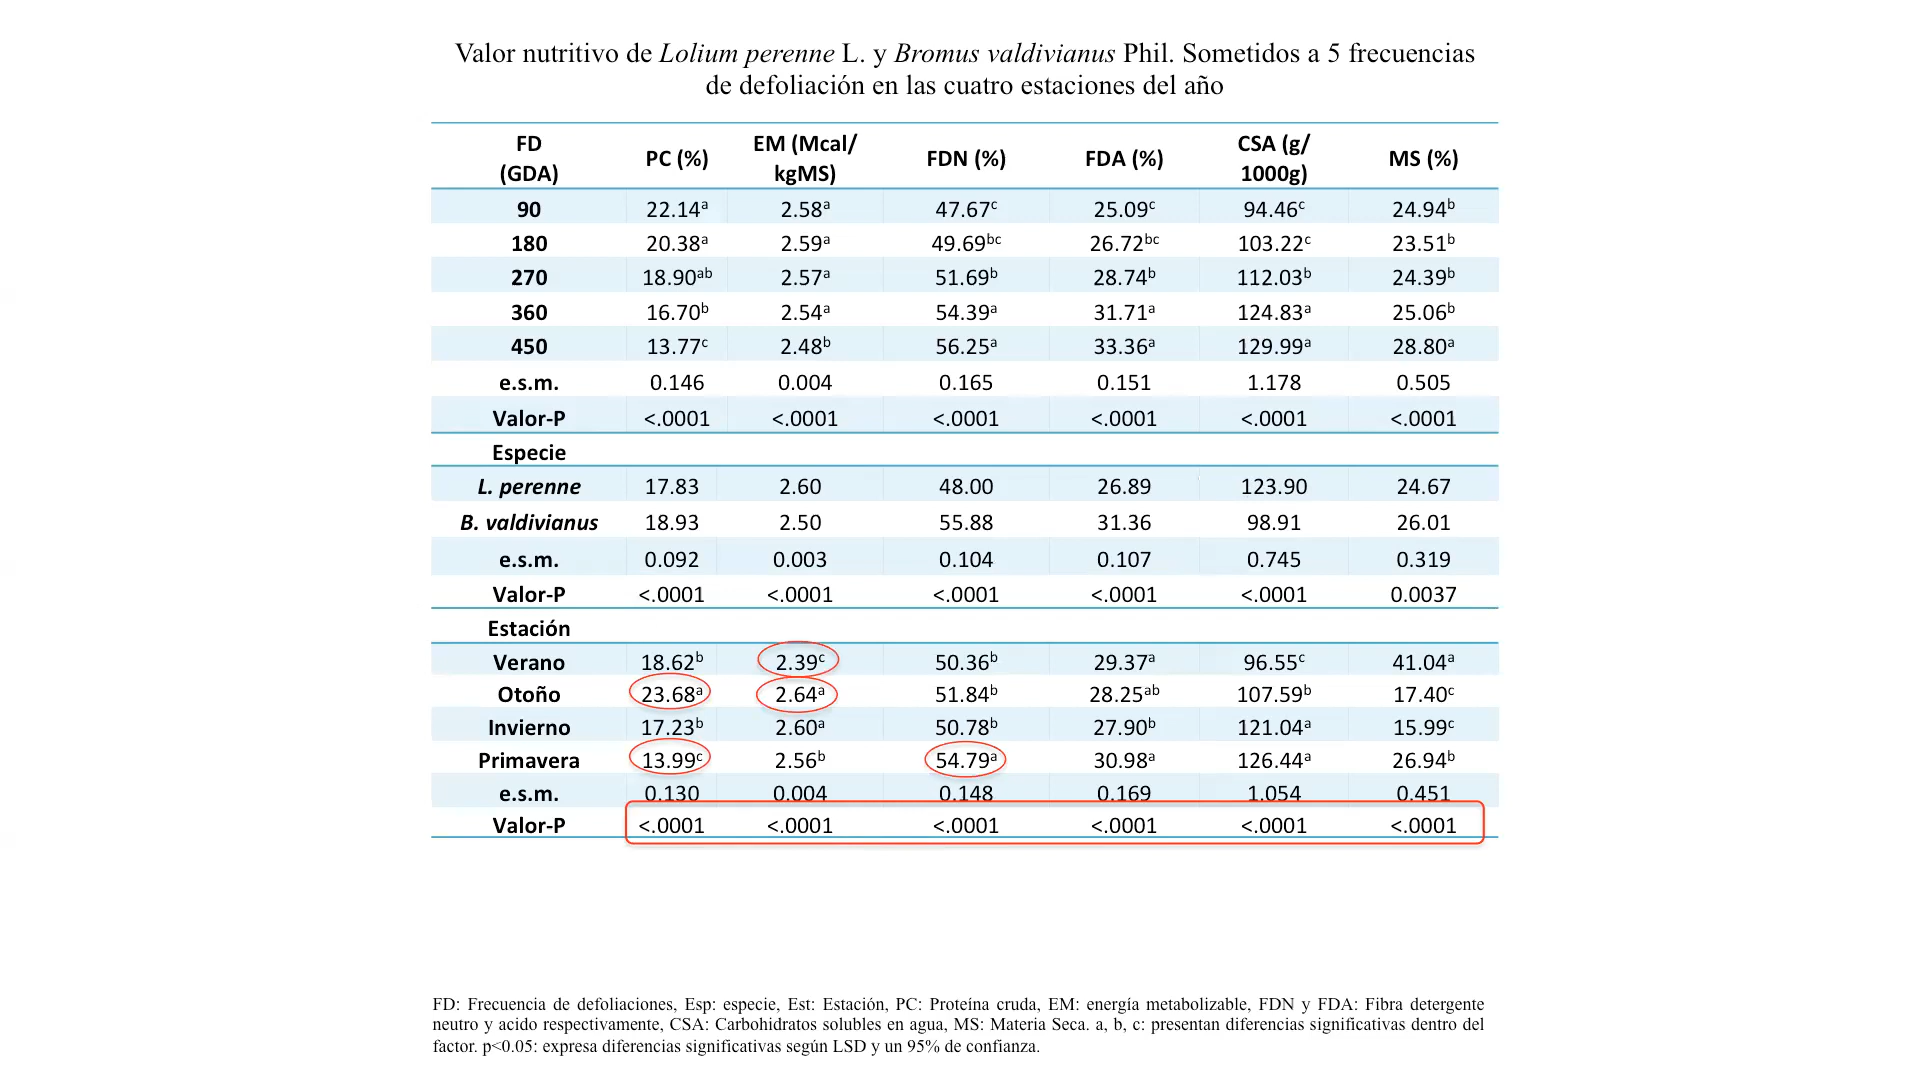 Valor nutritivo de Lolium perenne L. y Bromus valdivianus Phil. Sometidos a 5 frecuencias
de defoliación en las cuatro estaciones del año
FD (GDA) PC (%) EM (Mcal/ kgMS) FDN (%) FDA (%) CSA (g/ 1000g) MS (%)
90 22.14a 2.58a 47.67c 25.09c 94.46c 24.94b
180 20.38a 2.59a 49.69bc 26.72bc 103.22c 23.51b
270 18.90ab 2.57a 51.69b 28.74b 112.03b 24.39b
360 16.70b 2.54a 54.39a 31.71a 124.83a 25.06b
450 13.77c 2.48b 56.25a 33.36a 129.99a 28.80a
e.s.m. 0.146 0.004 0.165 0.151 1.178 0.505
Valor-P <.0001 <.0001 <.0001 <.0001 <.0001 <.0001
Especie
L. perenne 17.83 2.60 48.00 26.89 123.90 24.67
B. valdivianus 18.93 2.50 55.88 31.36 98.91 26.01
e.s.m. 0.092 0.003 0.104 0.107 0.745 0.319
Valor-P <.0001 <.0001 <.0001 <.0001 <.0001 0.0037
Estación
Verano 18.62b 2.39c 50.36b 29.37a 96.55c 41.04a
Otoño 23.68a 2.64a 51.84b 28.25ab 107.59b 17.40c
Invierno 17.23b 2.60a 50.78b 27.90b 121.04a 15.99c
Primavera 13.99c 2.56b 54.79a 30.98a 126.44a 26.94b
e.s.m. 0.130 0.004 0.148 0.169 1.054 0.451
Valor-P <.0001 <.0001 <.0001 <.0001 <.0001 <.0001
FD: Frecuencia de defoliaciones, Esp: especie, Est: Estación, PC: Proteína cruda, EM: energía metabolizable, FDN y FDA: Fibra detergente
neutro y acido respectivamente, CSA: Carbohidratos solubles en agua, MS: Materia Seca. a, b, c: presentan diferencias significativas dentro del
factor. p<0.05: expresa diferencias significativas según LSD y un 95% de confianza.